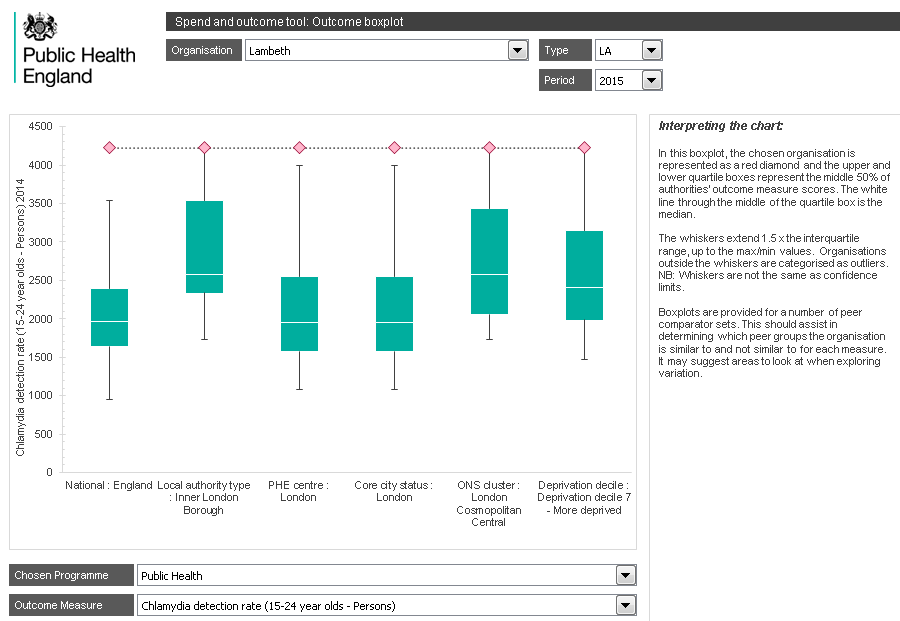 Public Health
England
Spend and outcome tool: Outcome boxplot
Organisation
Lambeth
Type
LA
Period
2015
Chlamydia detection rate (15-24 year olds - Persons) 2014
4500
4000
3500
3000
2500
2000
1500
1000
500
0
National : England
Local authority type
: Inner London
Borough
PHE centre :
London
Core city status :
London
ONS cluster :
London
Cosmopolitan
Central
Deprivation decile :
Deprivation decile 7
- More deprived
Interpreting the chart:
In this boxplot, the chosen organisation is
represented as a red diamond and the upper and
lower quartile boxes represent the middle 50% of
authorities' outcome measure scores. The white
line through the middle of the quartile box is the
median.
The whiskers extend 1.5 x the interquartile
range, up to the max/min values. Organisations
outside the whiskers are categorised as outliers.
NB: Whiskers are not the same as confidence
limits.
Boxplots are provided for a number of peer
comparator sets. This should assist in
determining which peer groups the organisation
is similar to and not similar to for each measure.
It may suggest areas to look at when exploring
variation.
Chosen Programme
Public Health
Outcome Measure
Chlamydia detection rate (15-24 year olds - Persons)